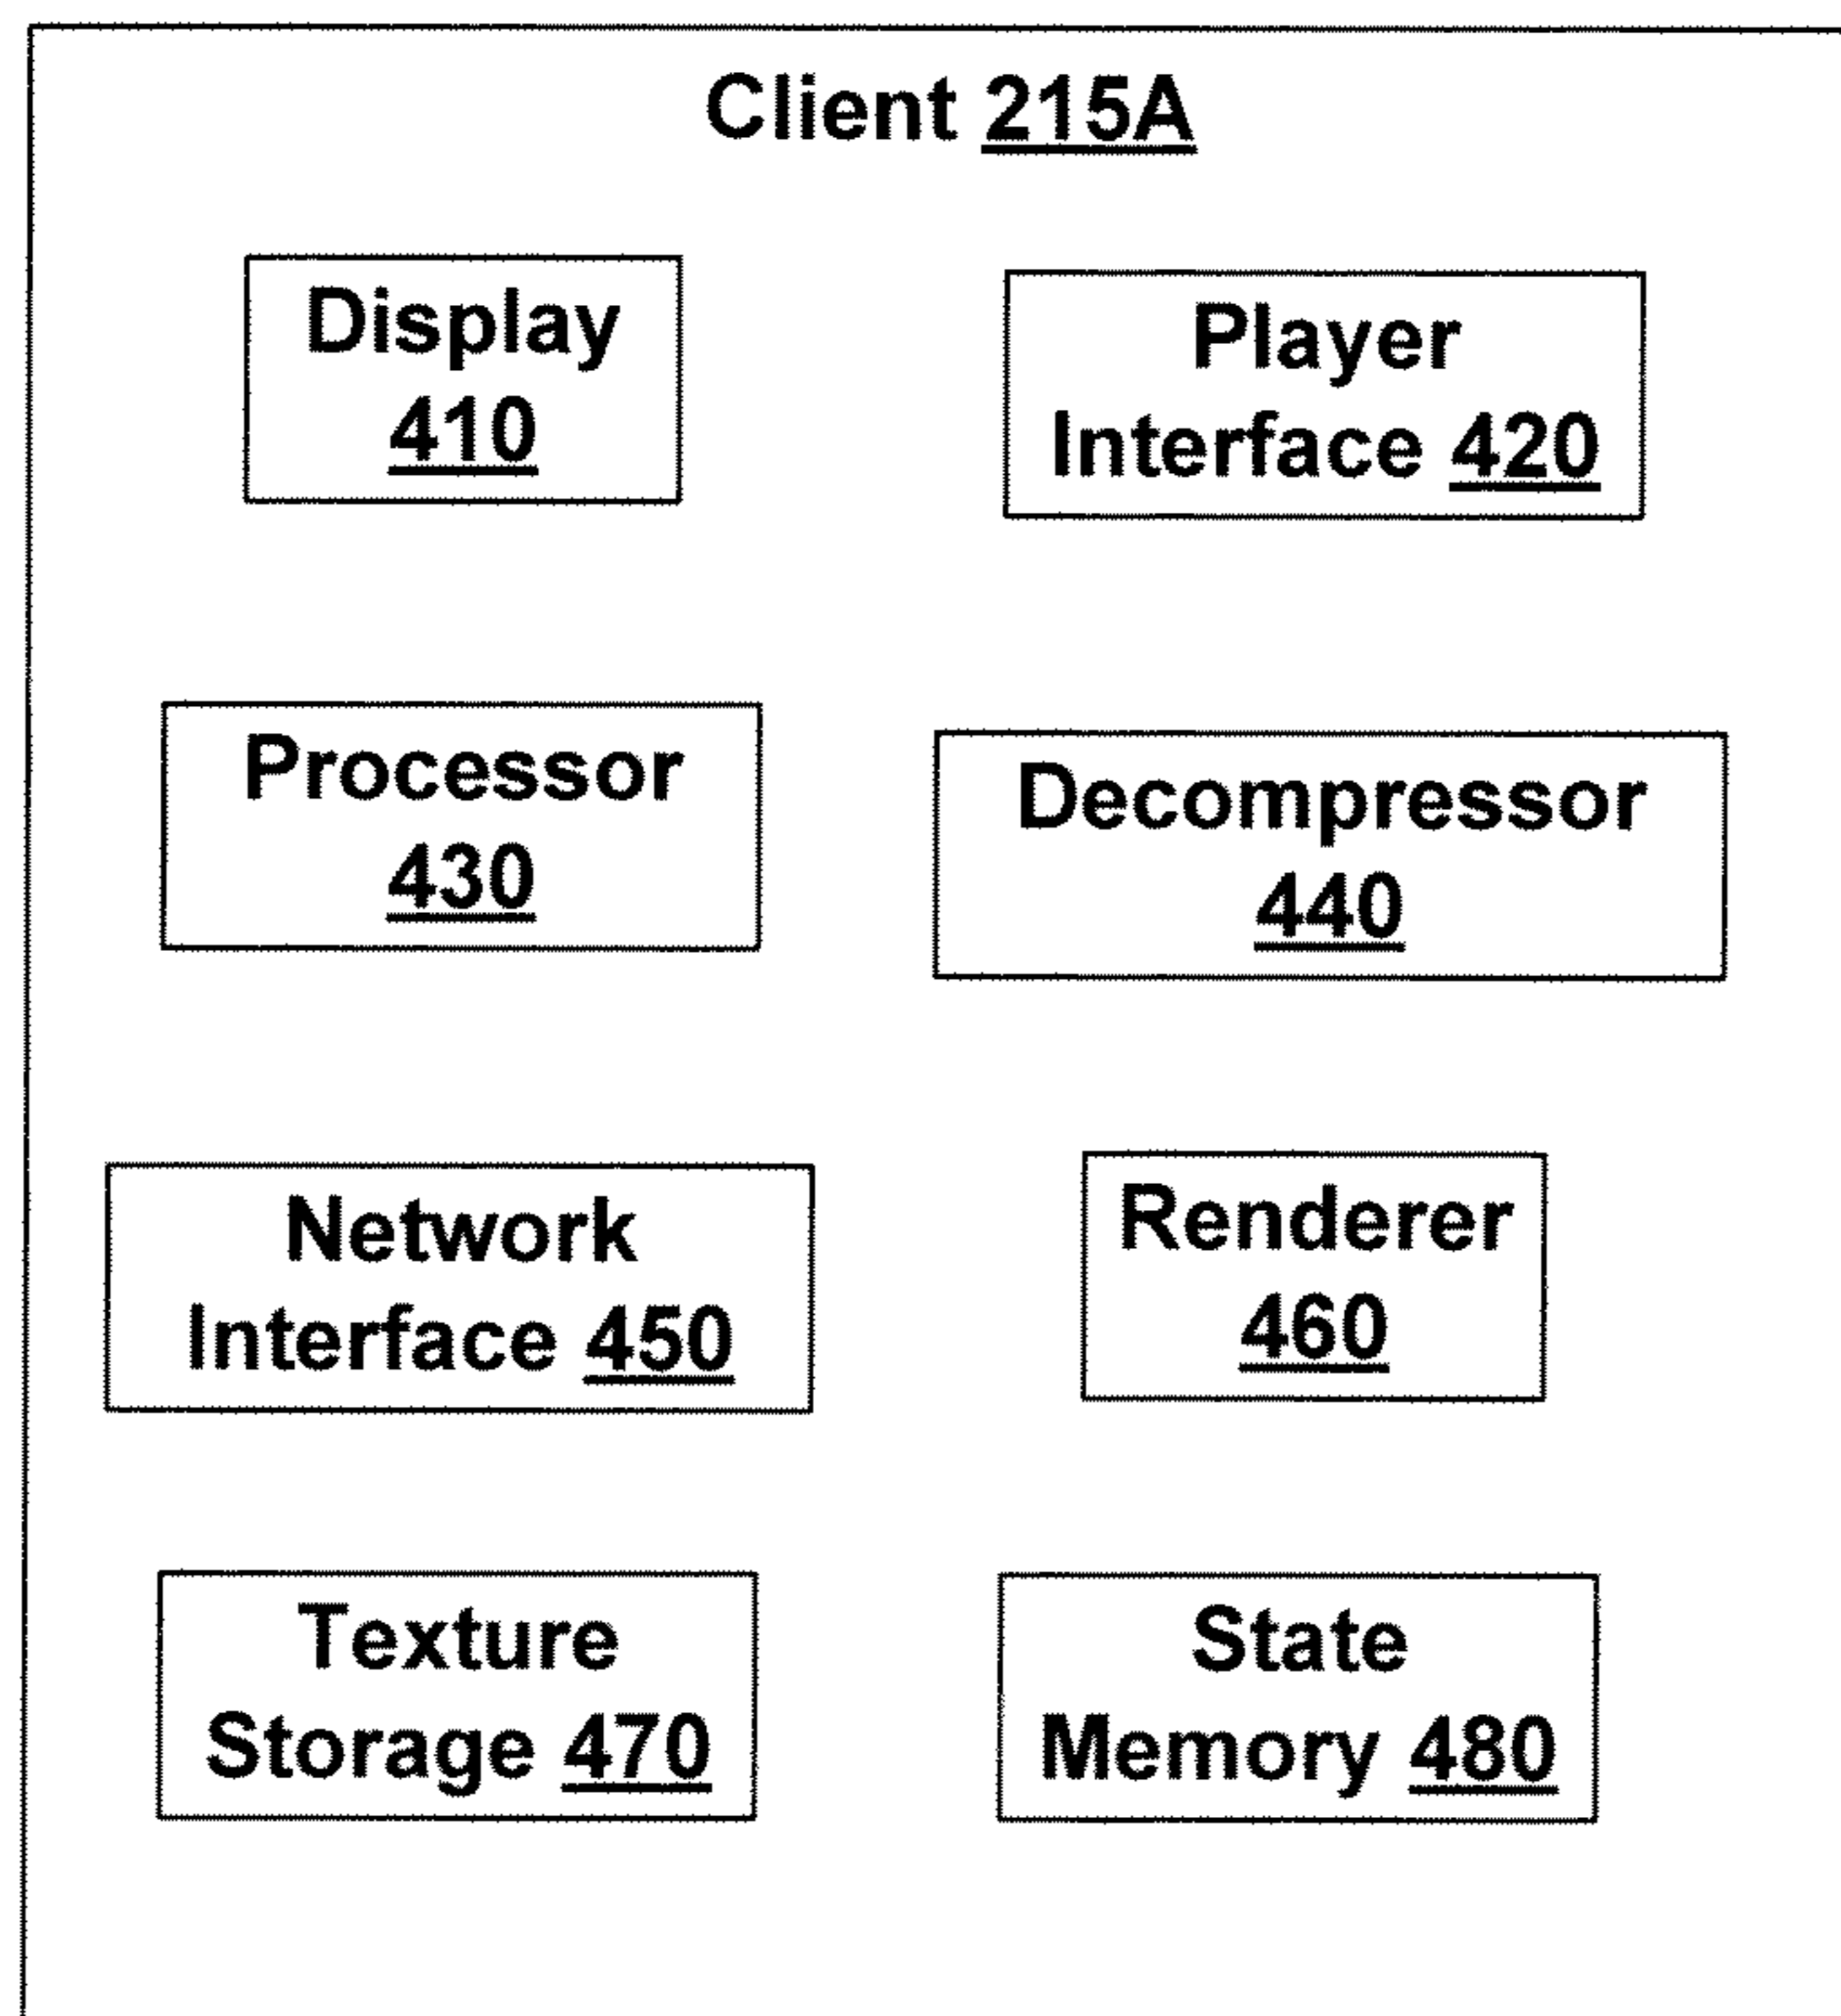 Client 215A
Display
410
Player
Interface 420
Processor
430
Decompressor
440
Network
Interface 450
Renderer
460
Texture
Storage 470
State
Memory 480